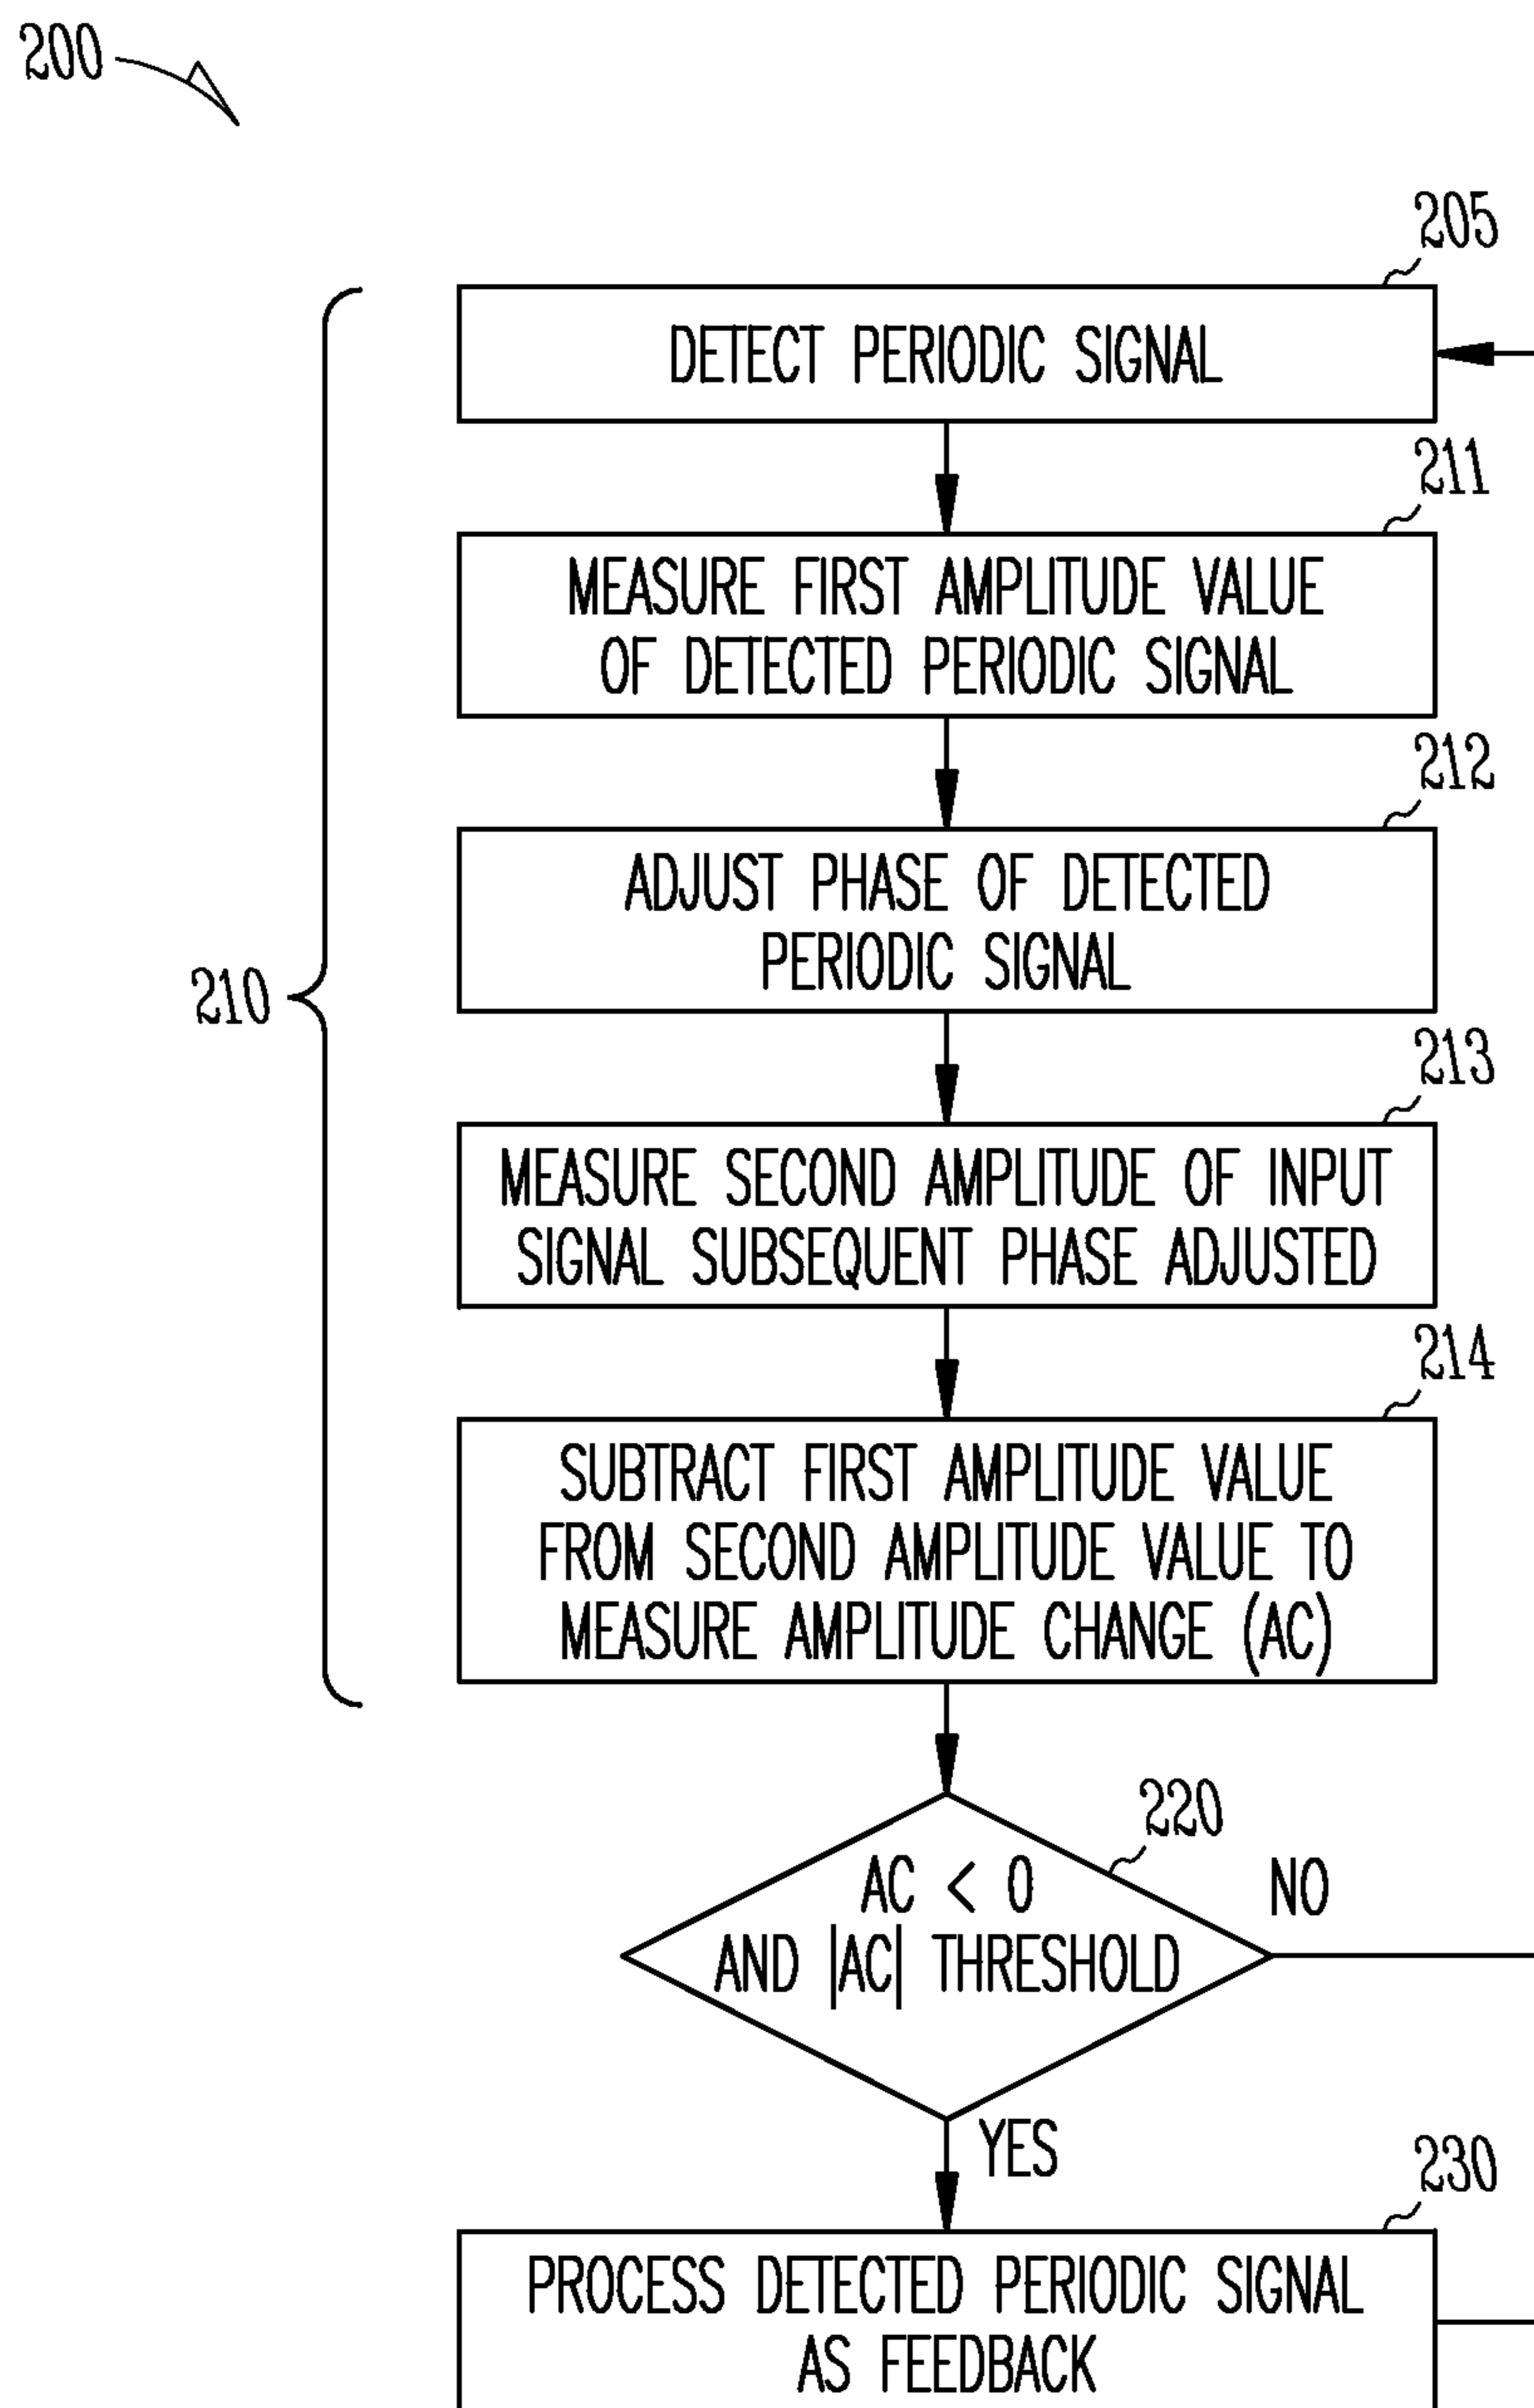 200
205
DETECT PERIODIC SIGNAL
211
MEASURE FIRST AMPLITUDE VALUE
OF DETECTED PERIODIC SIGNAL
212
ADJUST PHASE OF DETECTED
PERIODIC SIGNAL
210
213
MEASURE SECOND AMPLITUDE OF INPUT
SIGNAL SUBSEQUENT PHASE ADJUSTED
214
SUBTRACT FIRST AMPLITUDE VALUE
FROM SECOND AMPLITUDE VALUE TO
MEASURE AMPLITUDE CHANGE (AC)
220
AC < 0
AND |AC| THRESHOLD
NO
YES
230
PROCESS DETECTED PERIODIC SIGNAL
AS FEEDBACK